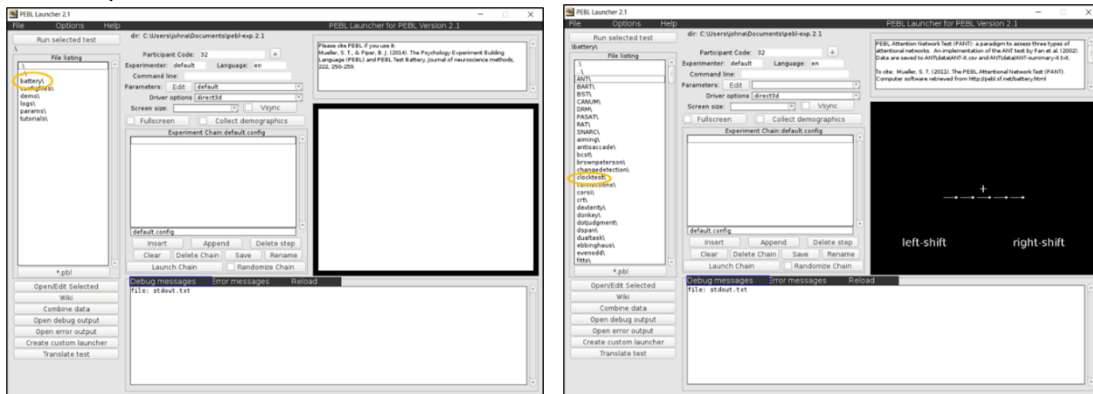 PEBL Launcher 2.1
File Options Help PEBL Launcher for PEBL Version 2.1
Run selected test
dir: C:\Users\johna\Documents\pebl-exp.2.1
.\
Participant Code: 32 +
File listing
Experimenter: default Language: en
Command line:
Parameters: Edit default
Driver options direct3d
Screen size: Vsync
Fullscreen Collect demographics
Experiment Chain:default.config
.\
battery\
demo\
logs\
params\
tutorials\
Please cite PEBL if you use it:
Mueller, S. T., & Piper, B. J. (2014). The Psychology Experiment Building
Language (PEBL) and PEBL Test Battery. Journal of neuroscience methods,
222, 250-259.
default.config
Insert Append Delete step
Clear Delete Chain Save Rename
Launch Chain Randomize Chain
*.pbl
Open/Edit Selected
Wiki
Combine data
Open debug output
Open error output
Create custom launcher
Translate test
Debug messages Error messages Reload
file: stdout.txt
PEBL Launcher 2.1
File Options Help PEBL Launcher for PEBL Version 2.1
Run selected test
dir: C:\Users\johna\Documents\pebl-exp.2.1
\battery\
Participant Code: 32 +
File listing
Experimenter: default Language: en
Command line:
Parameters: Edit default
Driver options direct3d
Screen size: Vsync
Fullscreen Collect demographics
Experiment Chain:default.config
.\
..\
ANT\
BART\
BST\
CANUM\
DRM\
PASAT\
RAT\
SNARC\
aiming\
antisaccade\
bcst\
brownpeterson\
changedetection\
clocktest\
connections\
corsi\
crt\
dexterity\
donkey\
dotjudgment\
dspan\
dualtask\
ebbinghaus\
evenodd\
fitts\
PEBL Attention Network Test (PANT): a paradigm to assess three types of
attentional networks. An implementation of the ANT test by Fan et al. (2002)
To cite: Mueller, S. T. (2011). The PEBL Attentional Network Test (PANT).
Computer software retrieved from http://pebl.sf.net/battery.html
+
left-shift right-shift
default.config
Insert Append Delete step
Clear Delete Chain Save Rename
Launch Chain Randomize Chain
*.pbl
Open/Edit Selected
Wiki
Combine data
Open debug output
Open error output
Create custom launcher
Translate test
Debug messages Error messages Reload
file: stdout.txt